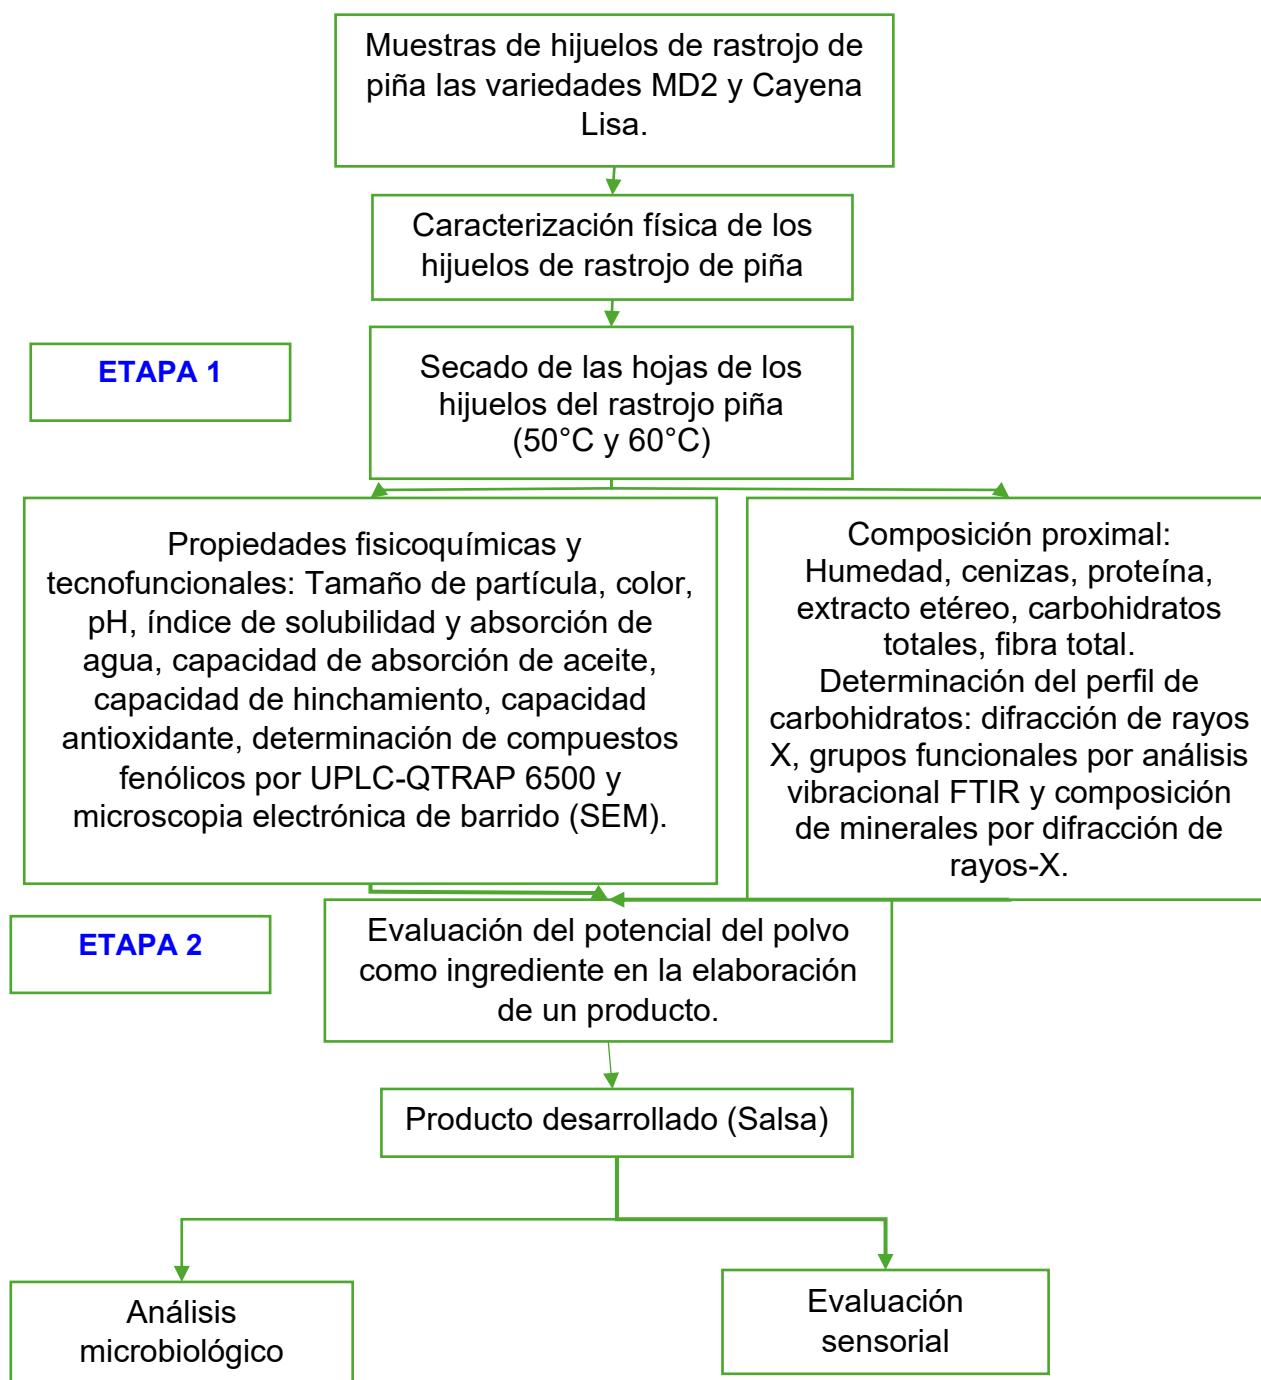 Muestras de hijuelos de rastrojo de
piña las variedades MD2 y Cayena
Lisa.
Caracterización física de los
hijuelos de rastrojo de piña
ETAPA 1
Secado de las hojas de los
hijuelos del rastrojo piña
(50°C y 60°C)
Propiedades fisicoquímicas y
tecnofuncionales: Tamaño de partícula, color,
pH, índice de solubilidad y absorción de
agua, capacidad de absorción de aceite,
capacidad de hinchamiento, capacidad
antioxidante, determinación de compuestos
fenólicos por UPLC-QTRAP 6500 y
microscopia electrónica de barrido (SEM).
Composición proximal:
Humedad, cenizas, proteína,
extracto etéreo, carbohidratos
totales, fibra total.
Determinación del perfil de
carbohidratos: difracción de rayos
X, grupos funcionales por análisis
vibracional FTIR y composición
de minerales por difracción de
rayos-X.
ETAPA 2
Evaluación del potencial del polvo
como ingrediente en la elaboración
de un producto.
Producto desarrollado (Salsa)
Análisis
microbiológico
Evaluación
sensorial